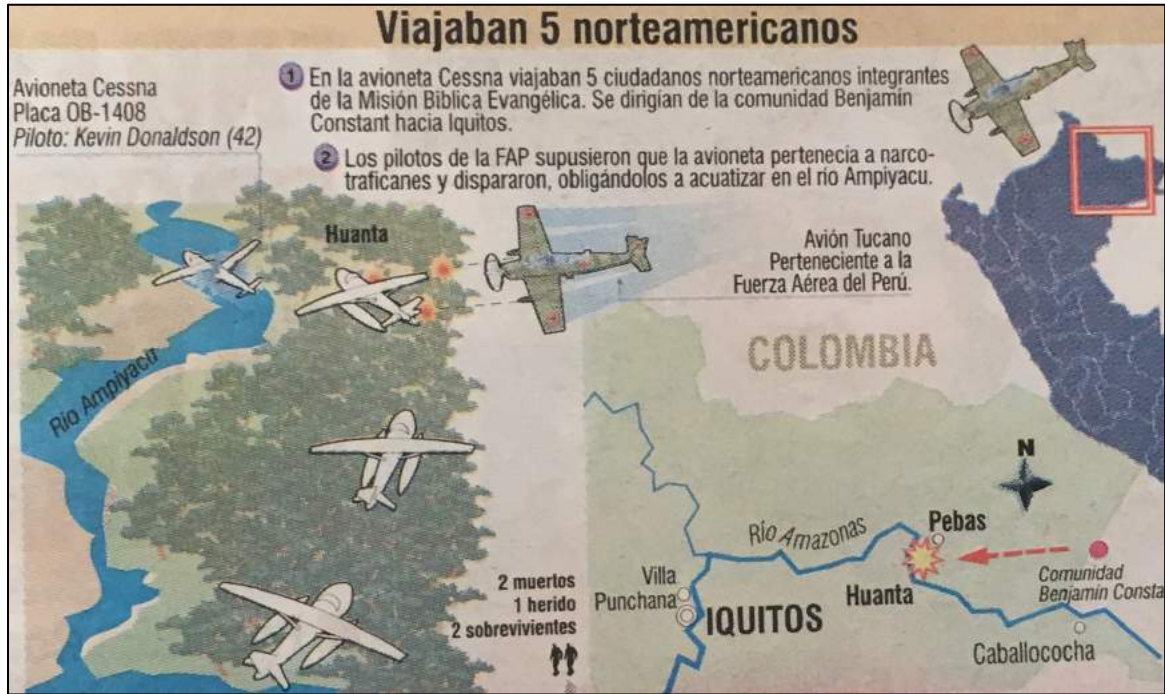 Viajaban 5 norteamericanos
Avioneta Cessna
Placa OB-1408
Piloto: Kevin Donaldson (42)
1 En la avioneta Cessna viajaban 5 ciudadanos norteamericanos integrantes
de la Misión Bíblica Evangélica. Se dirigían de la comunidad Benjamín
Constant hacia Iquitos.
2 Los pilotos de la FAP supusieron que la avioneta pertenecía a narco-
traficanes y dispararon, obligándolos a acuatizar en el río Ampiyacu.
Huanta
Avión Tucano
Perteneciente a la
Fuerza Aérea del Perú.
Río Ampiyacu
COLOMBIA
N
Río Amazonas
Pebas
Villa
Punchana
IQUITOS
Huanta
Comunidad
Benjamín Consta
Caballococha
2 muertos
1 herido
2 sobrevivientes